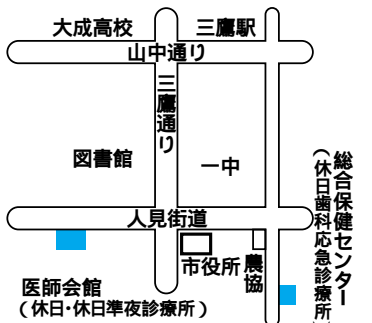 大成高校
三鷹駅
山中通り
三鷹通り
図書館
一中
人見街道
市役所
農協
医師会館
(休日・休日準夜診療所)
総合保健センター
(休日歯科応急診療所)